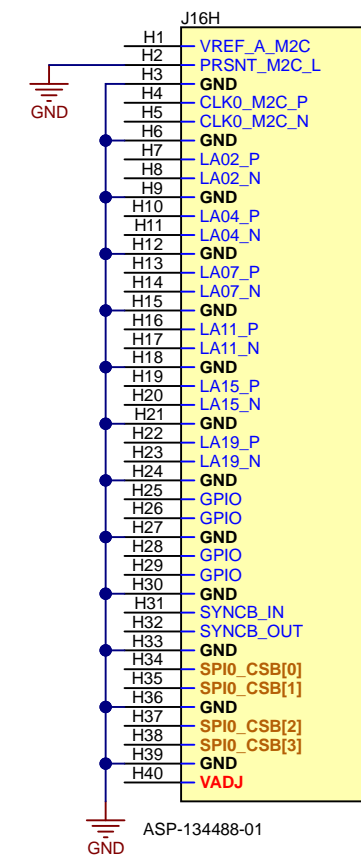 J16H
H1 VREF_A_M2C
H2 PRSNT_M2C_L
H3 GND
H4 CLK0_M2C_P
H5 CLK0_M2C_N
H6 GND
H7 LA02_P
H8 LA02_N
H9 GND
H10 LA04_P
H11 LA04_N
H12 GND
H13 LA07_P
H14 LA07_N
H15 GND
H16 LA11_P
H17 LA11_N
H18 GND
H19 LA15_P
H20 LA15_N
H21 GND
H22 LA19_P
H23 LA19_N
H24 GND
H25 GPIO
H26 GPIO
H27 GND
H28 GPIO
H29 GPIO
H30 GND
H31 SYNCB_IN
H32 SYNCB_OUT
H33 GND
H34 SPI0_CSB[0]
H35 SPI0_CSB[1]
H36 GND
H37 SPI0_CSB[2]
H38 SPI0_CSB[3]
H39 GND
H40 VADJ
GND
ASP-134488-01
GND